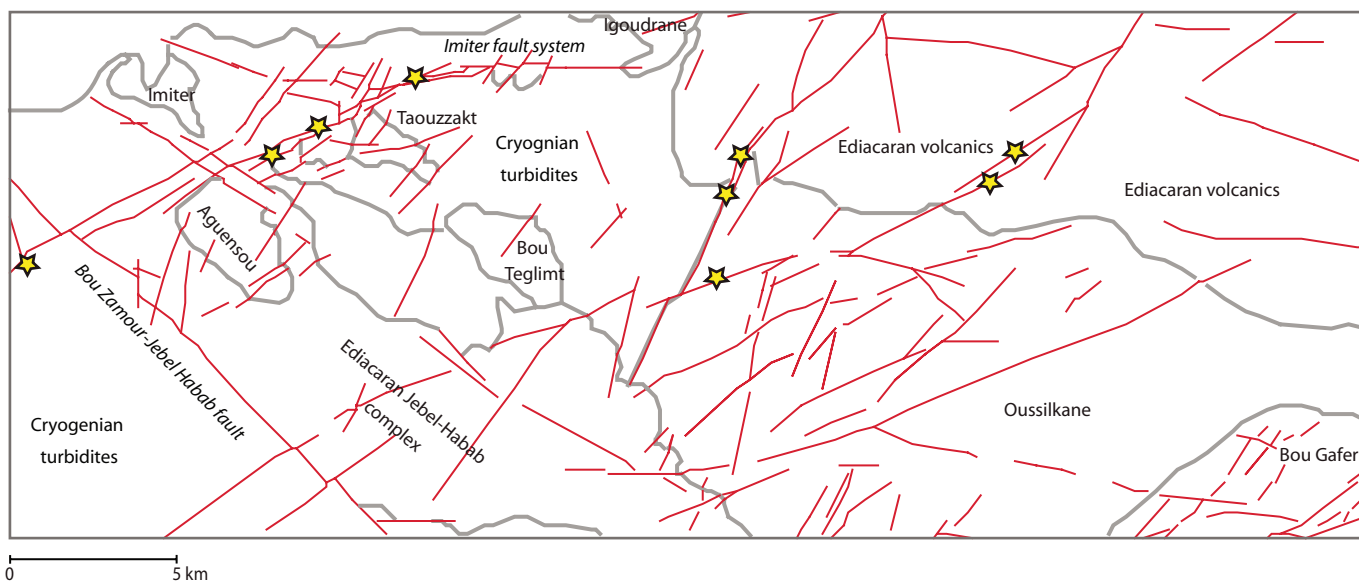 Igoudrane
Imiter fault system
Imiter
Taouzzakt
Cryognian
turbidites
Ediacaran volcanics
Ediacaran volcanics
Aguensou
Bou
Teglimt
Bou Zamour-Jebel Habab fault
Ediacaran Jebel-Habab
complex
Oussilkane
Cryogenian
turbidites
Bou Gafer
0
5 km